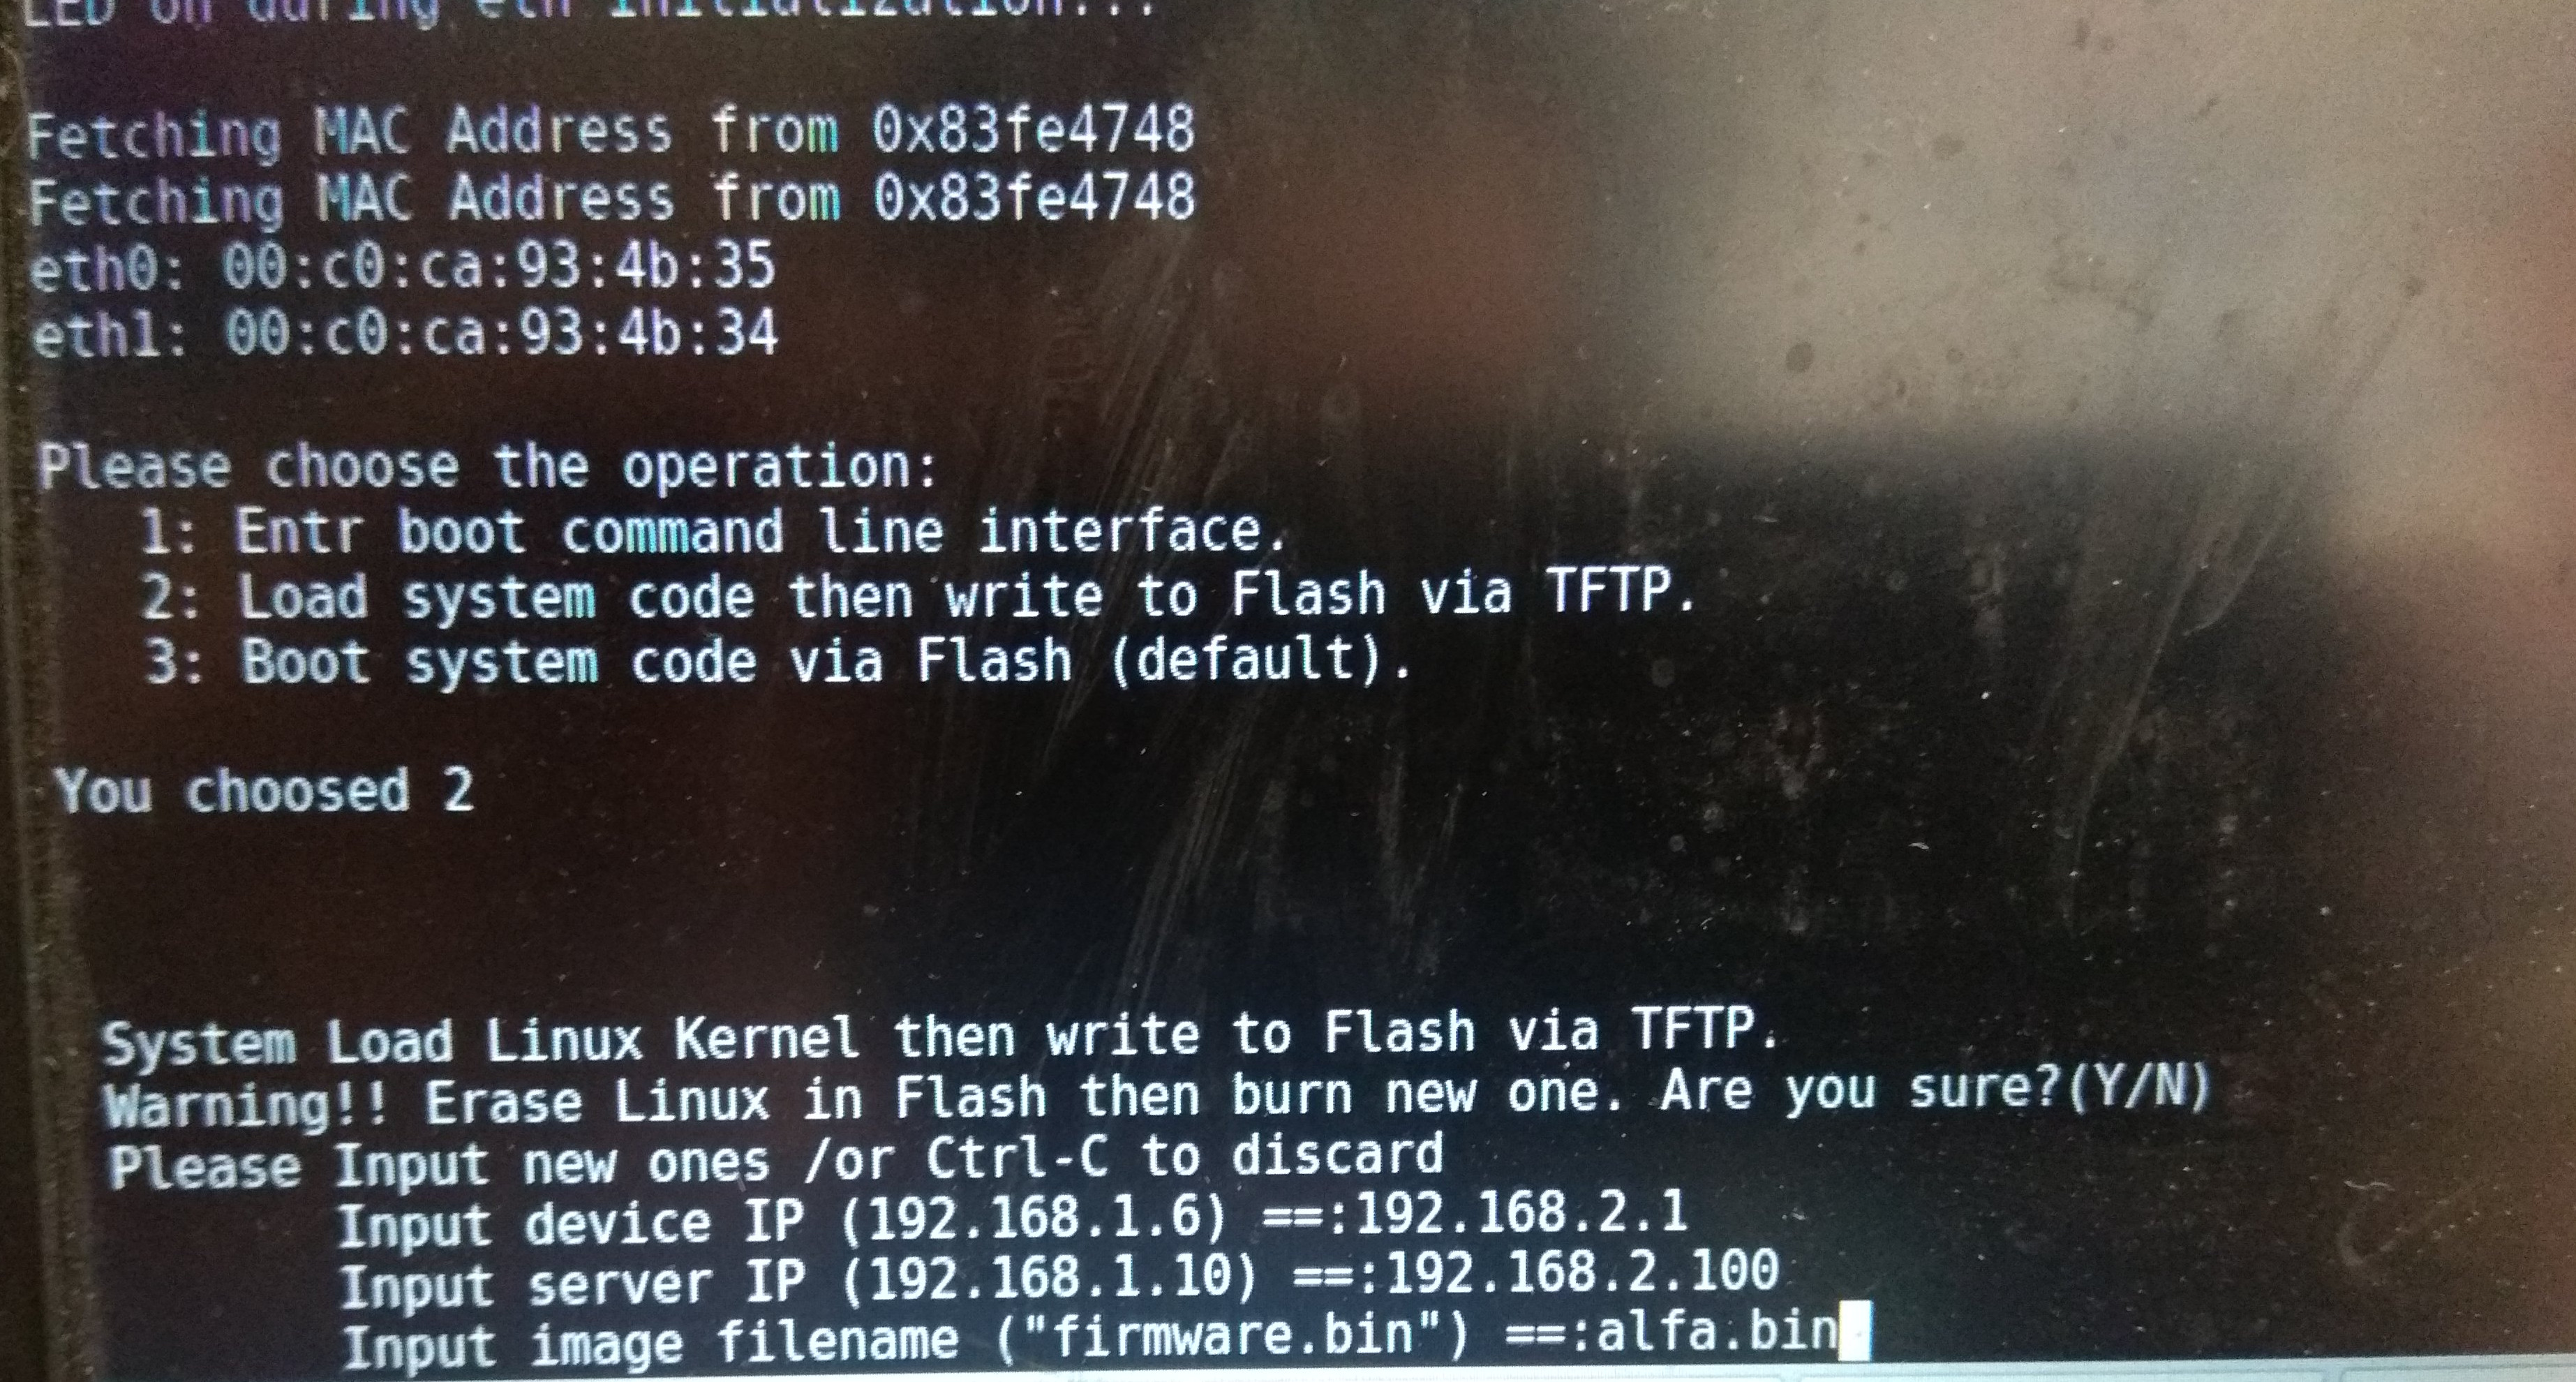 LED on during eth initialization...
Fetching MAC Address from 0x83fe4748
Fetching MAC Address from 0x83fe4748
eth0: 00:c0:ca:93:4b:35
eth1: 00:c0:ca:93:4b:34
Please choose the operation:
1: Entr boot command line interface.
2: Load system code then write to Flash via TFTP.
3: Boot system code via Flash (default).
You choosed 2
System Load Linux Kernel then write to Flash via TFTP.
Warning!! Erase Linux in Flash then burn new one. Are you sure?(Y/N)
Please Input new ones /or Ctrl-C to discard
Input device IP (192.168.1.6) ==:192.168.2.1
Input server IP (192.168.1.10) ==:192.168.2.100
Input image filename ("firmware.bin") ==:alfa.bin